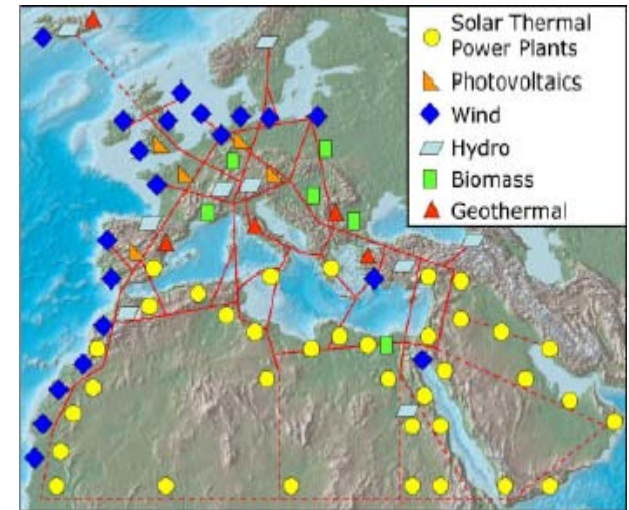 Solar Thermal
Power Plants
Photovoltaics
Wind
Hydro
Biomass
Geothermal